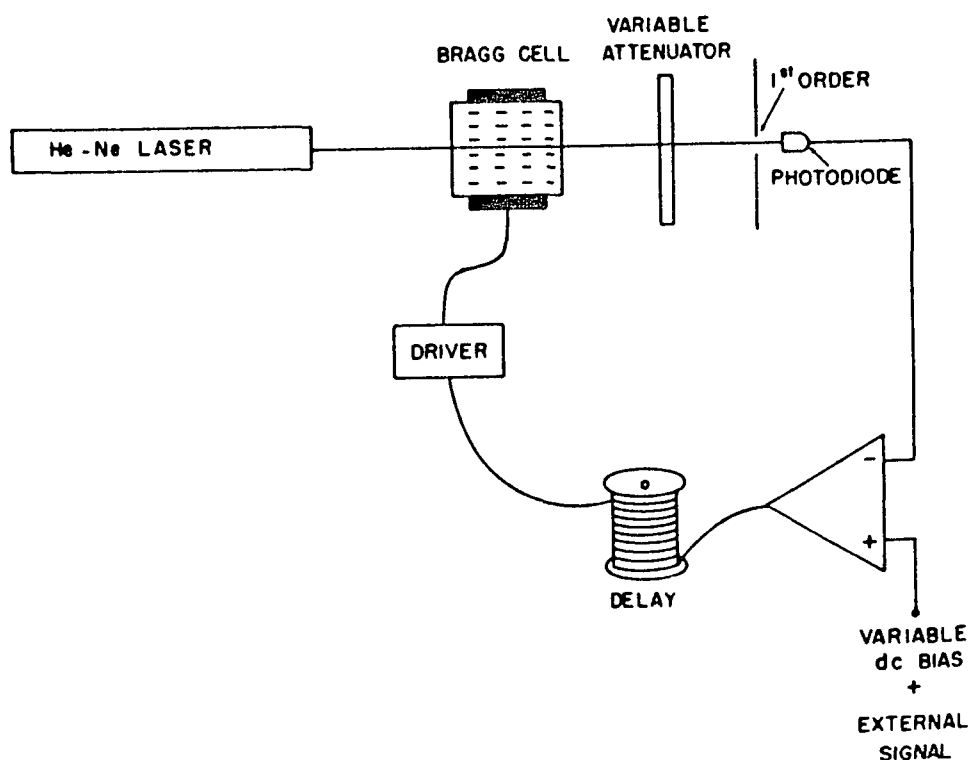 VARIABLE
ATTENUATOR
BRAGG CELL
1st ORDER
He-Ne LASER
PHOTODIODE
DRIVER
-
+
DELAY
VARIABLE
dc BIAS
+
EXTERNAL
SIGNAL